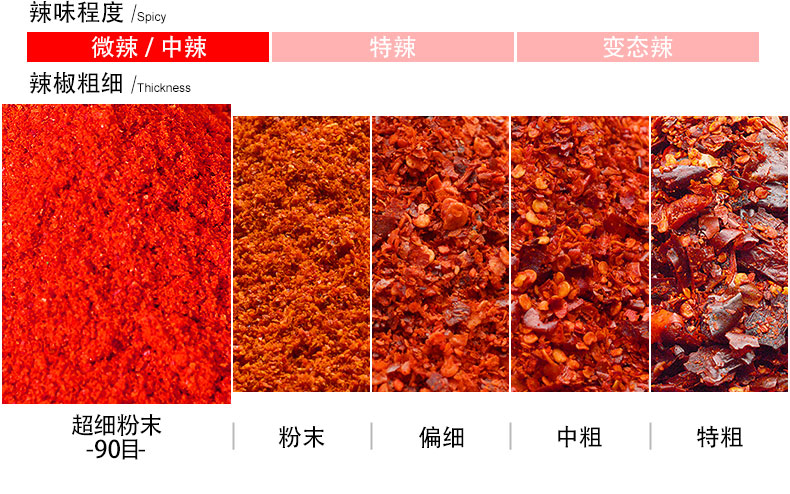 辣味程度 /Spicy
微辣 / 中辣
特辣
变态辣
辣椒粗细 /Thickness
超细粉末
-90目-
粉末
偏细
中粗
特粗